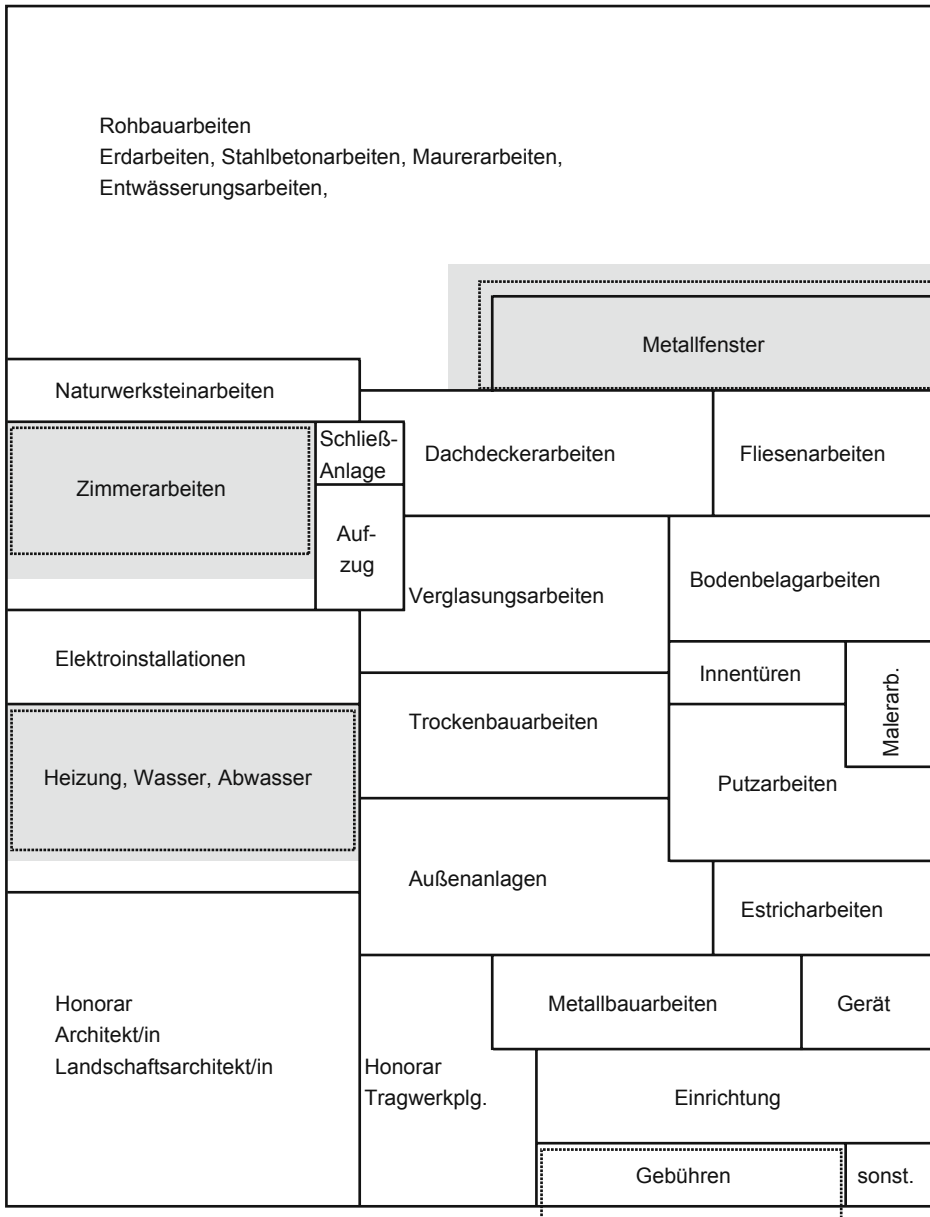 Rohbauarbeiten
Erdarbeiten, Stahlbetonarbeiten, Maurerarbeiten,
Entwässerungsarbeiten,
Metallfenster
Naturwerksteinarbeiten
Schließ-
Anlage
Dachdeckerarbeiten
Fliesenarbeiten
Zimmerarbeiten
Auf-
zug
Verglasungsarbeiten
Bodenbelagarbeiten
Elektroinstallationen
Innentüren
Malerarb.
Trockenbauarbeiten
Heizung, Wasser, Abwasser
Putzarbeiten
Außenanlagen
Estricharbeiten
Honorar
Architekt/in
Landschaftsarchitekt/in
Metallbauarbeiten
Gerät
Honorar
Tragwerkplg.
Einrichtung
Gebühren
sonst.